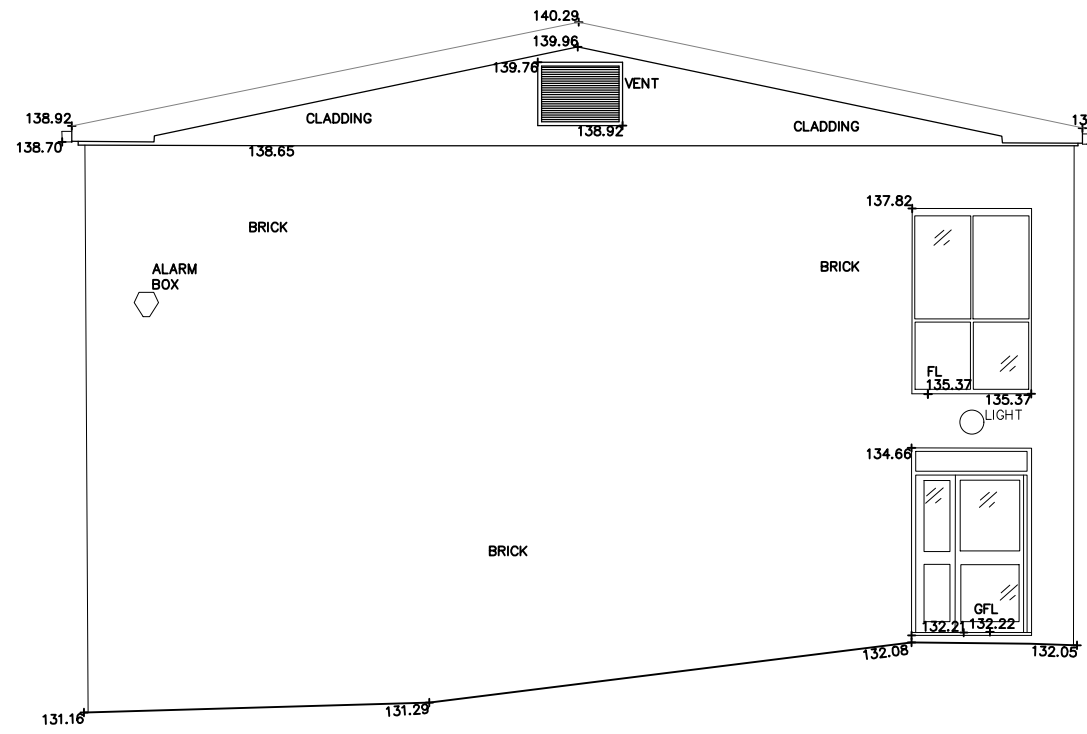 140.29
139.96
139.76
VENT
138.92
CLADDING
138.92
CLADDING
138.70
138.65
137.82
BRICK
BRICK
ALARM
BOX
FL
135.37
135.37
LIGHT
134.66
BRICK
GFL
132.21
132.22
132.08
132.05
131.29
131.16